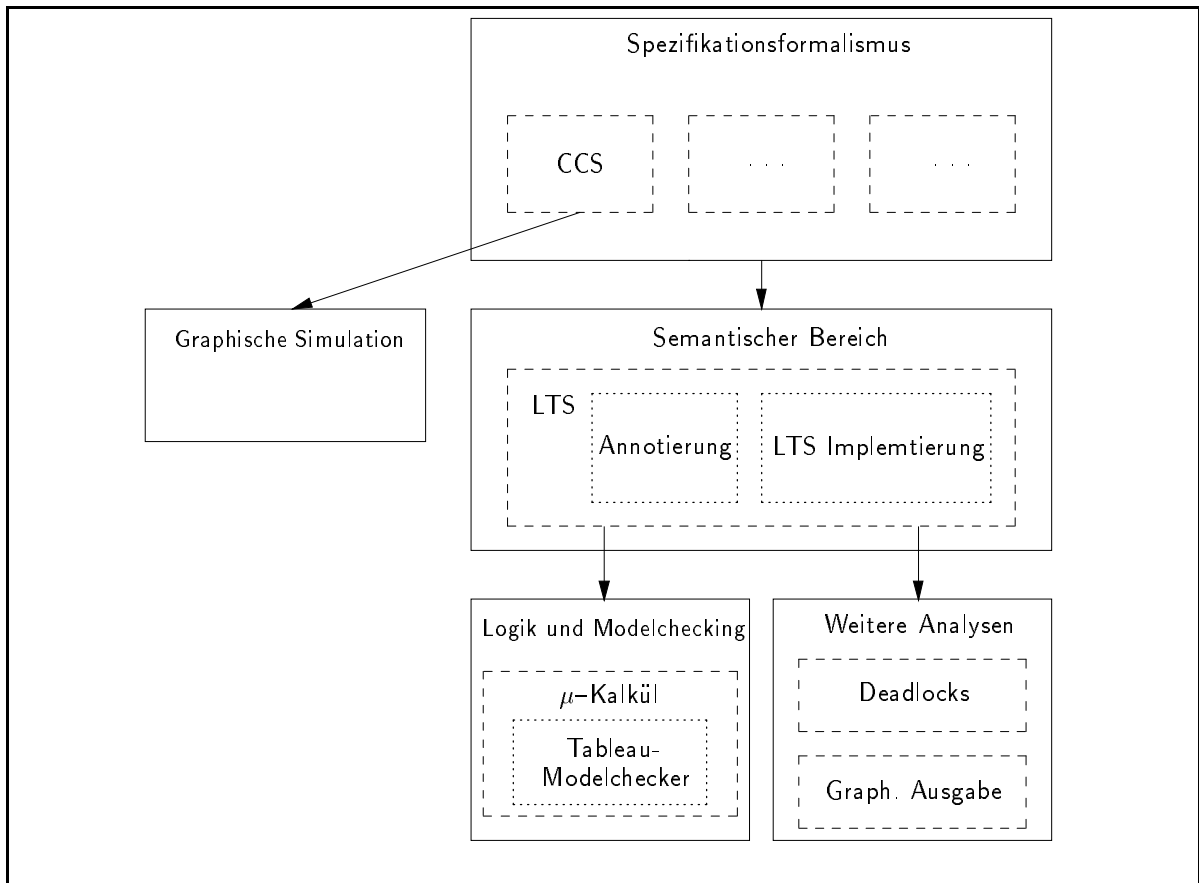 Spezifikationsformalismus
CCS
. . .
. . .
Graphische Simulation
Semantischer Bereich
LTS
Annotierung
LTS Implemtierung
Logik und Modelchecking
μ–Kalkül
Tableau-
Modelchecker
Weitere Analysen
Deadlocks
Graph. Ausgabe